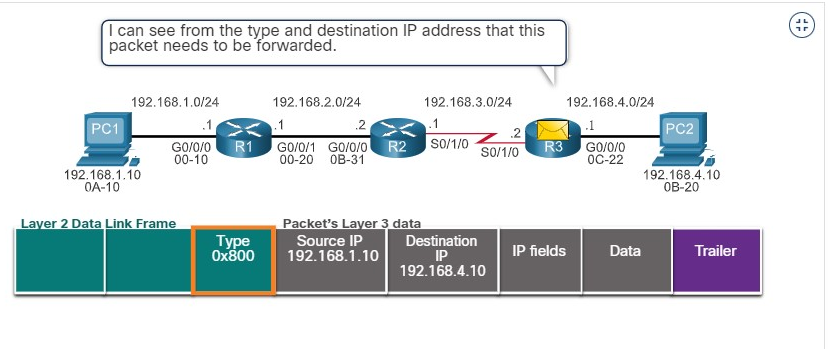 I can see from the type and destination IP address that this
packet needs to be forwarded.
192.168.1.0/24 192.168.2.0/24 192.168.3.0/24 192.168.4.0/24
PC1 .1 R1 .1 .2 R2 .1 .2 R3 .1 PC2
G0/0/0 G0/0/1 G0/0/0 S0/1/0 S0/1/0 G0/0/0
00-10 00-20 0B-31 0C-22
192.168.1.10 192.168.4.10
0A-10 0B-20
Layer 2 Data Link Frame Packet's Layer 3 data
Type Source IP Destination
0x800 192.168.1.10 IP IP fields Data Trailer
192.168.4.10